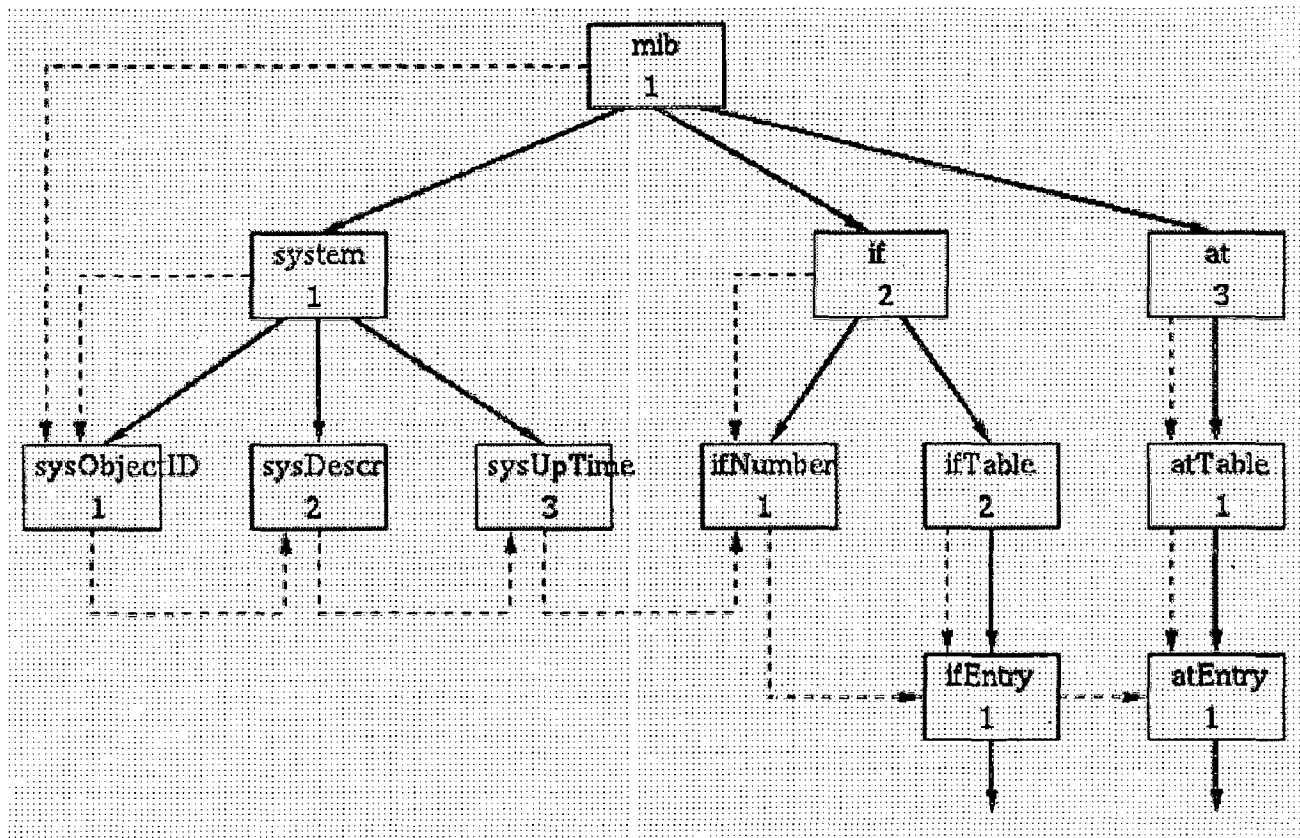 mib
1
system
1
if
2
at
3
sysObjectID
1
sysDescr
2
sysUpTime
3
ifNumber
1
ifTable
2
atTable
1
ifEntry
1
atEntry
1